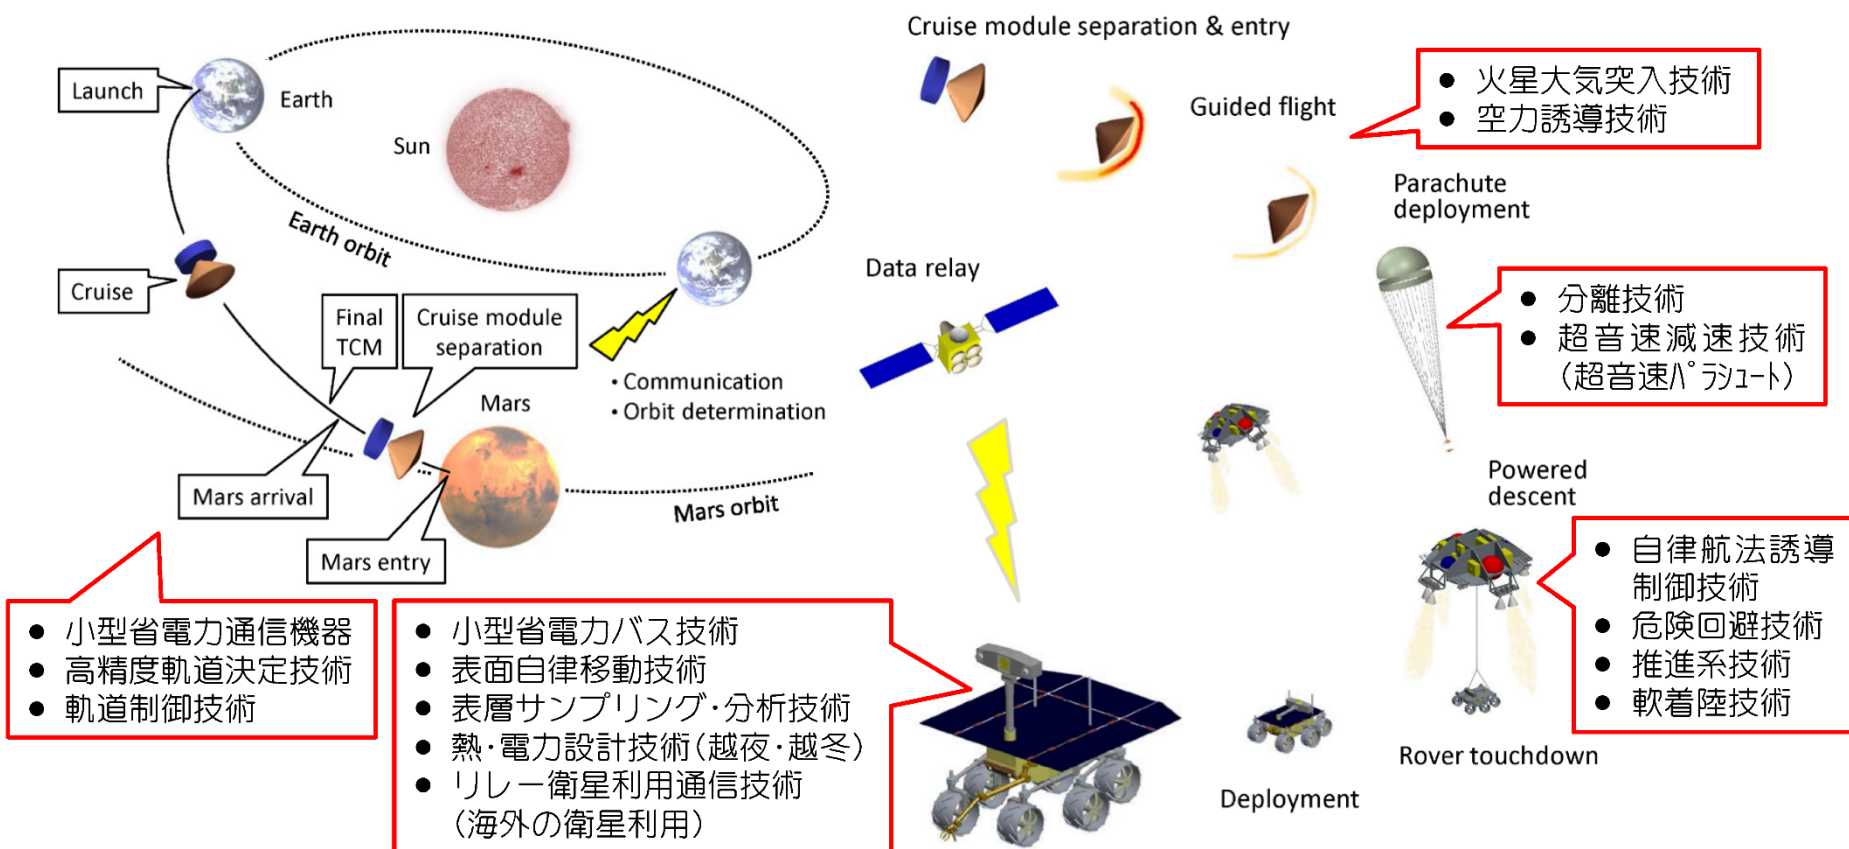 Launch
Earth
Sun
Earth orbit
Cruise
Final
TCM
Cruise module
separation
• Communication
• Orbit determination
Mars
Mars arrival
Mars entry
Mars orbit
● 小型省電力通信機器
● 高精度軌道決定技術
● 軌道制御技術
Cruise module separation & entry
Guided flight
● 火星大気突入技術
● 空力誘導技術
Parachute
deployment
● 分離技術
● 超音速減速技術
（超音速ﾊﾟﾗｼｭｰﾄ）
Data relay
Powered
descent
● 自律航法誘導
制御技術
● 危険回避技術
● 推進系技術
● 軟着陸技術
Rover touchdown
Deployment
● 小型省電力バス技術
● 表面自律移動技術
● 表層サンプリング･分析技術
● 熱･電力設計技術（越夜･越冬）
● リレー衛星利用通信技術
（海外の衛星利用）